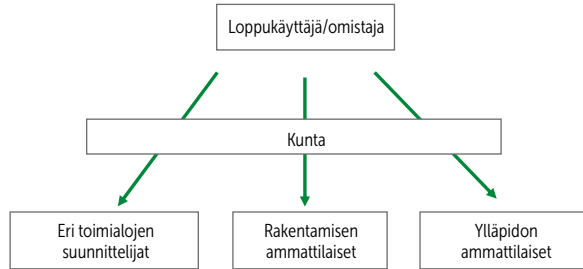 Loppukäyttäjä/omistaja
Kunta
Eri toimialojen
suunnittelijat
Rakentamisen
ammattilaiset
Ylläpidon
ammattilaiset